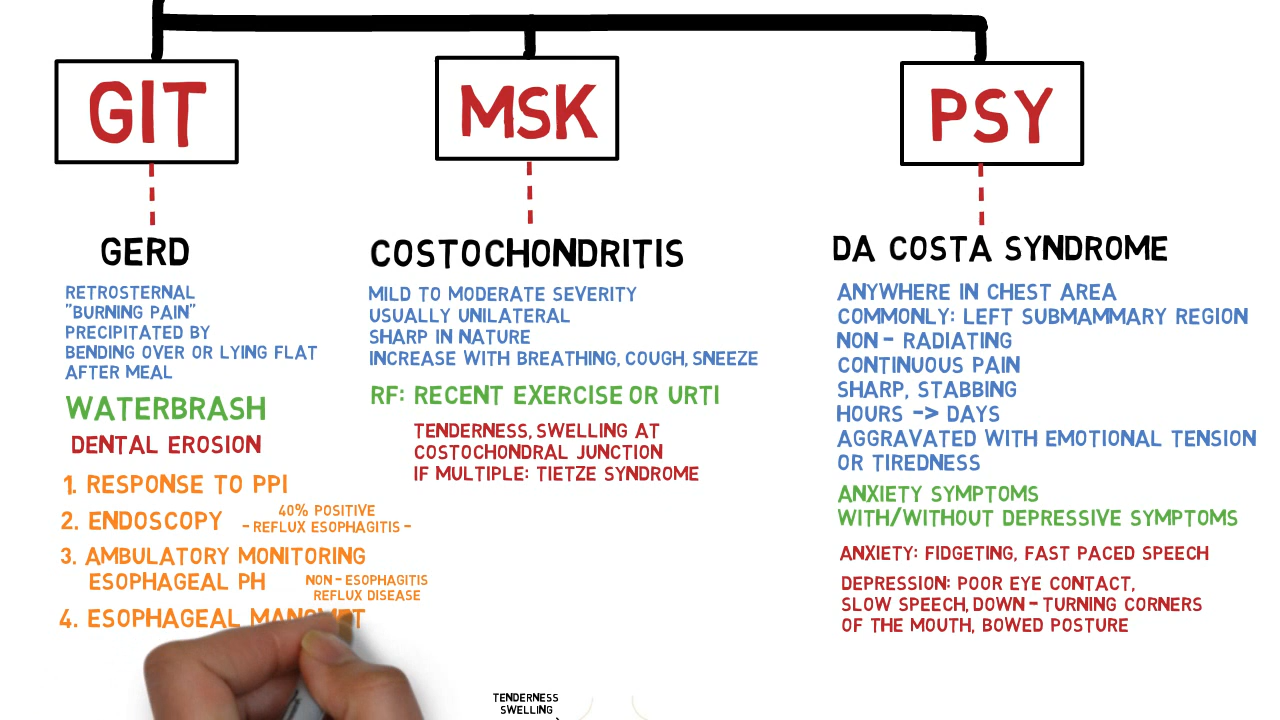 GIT
MSK
PSY
GERD
RETROSTERNAL
"BURNING PAIN"
PRECIPITATED BY
BENDING OVER OR LYING FLAT
AFTER MEAL
WATERBRASH
DENTAL EROSION
1. RESPONSE TO PPI
2. ENDOSCOPY
40% POSITIVE
- REFLUX ESOPHAGITIS -
3. AMBULATORY MONITORING
ESOPHAGEAL PH
NON - ESOPHAGITIS
REFLUX DISEASE
4. ESOPHAGEAL
COSTOCHONDRITIS
MILD TO MODERATE SEVERITY
USUALLY UNILATERAL
SHARP IN NATURE
INCREASE WITH BREATHING, COUGH, SNEEZE
RF: RECENT EXERCISE OR URTI
TENDERNESS, SWELLING AT
COSTOCHONDRAL JUNCTION
IF MULTIPLE: TIETZE SYNDROME
TENDERNESS
SWELLING
DA COSTA SYNDROME
ANYWHERE IN CHEST AREA
COMMONLY: LEFT SUBMAMMARY REGION
NON - RADIATING
CONTINUOUS PAIN
SHARP, STABBING
HOURS -> DAYS
AGGRAVATED WITH EMOTIONAL TENSION
OR TIREDNESS
ANXIETY SYMPTOMS
WITH/WITHOUT DEPRESSIVE SYMPTOMS
ANXIETY: FIDGETING, FAST PACED SPEECH
DEPRESSION: POOR EYE CONTACT,
SLOW SPEECH, DOWN - TURNING CORNERS
OF THE MOUTH, BOWED POSTURE